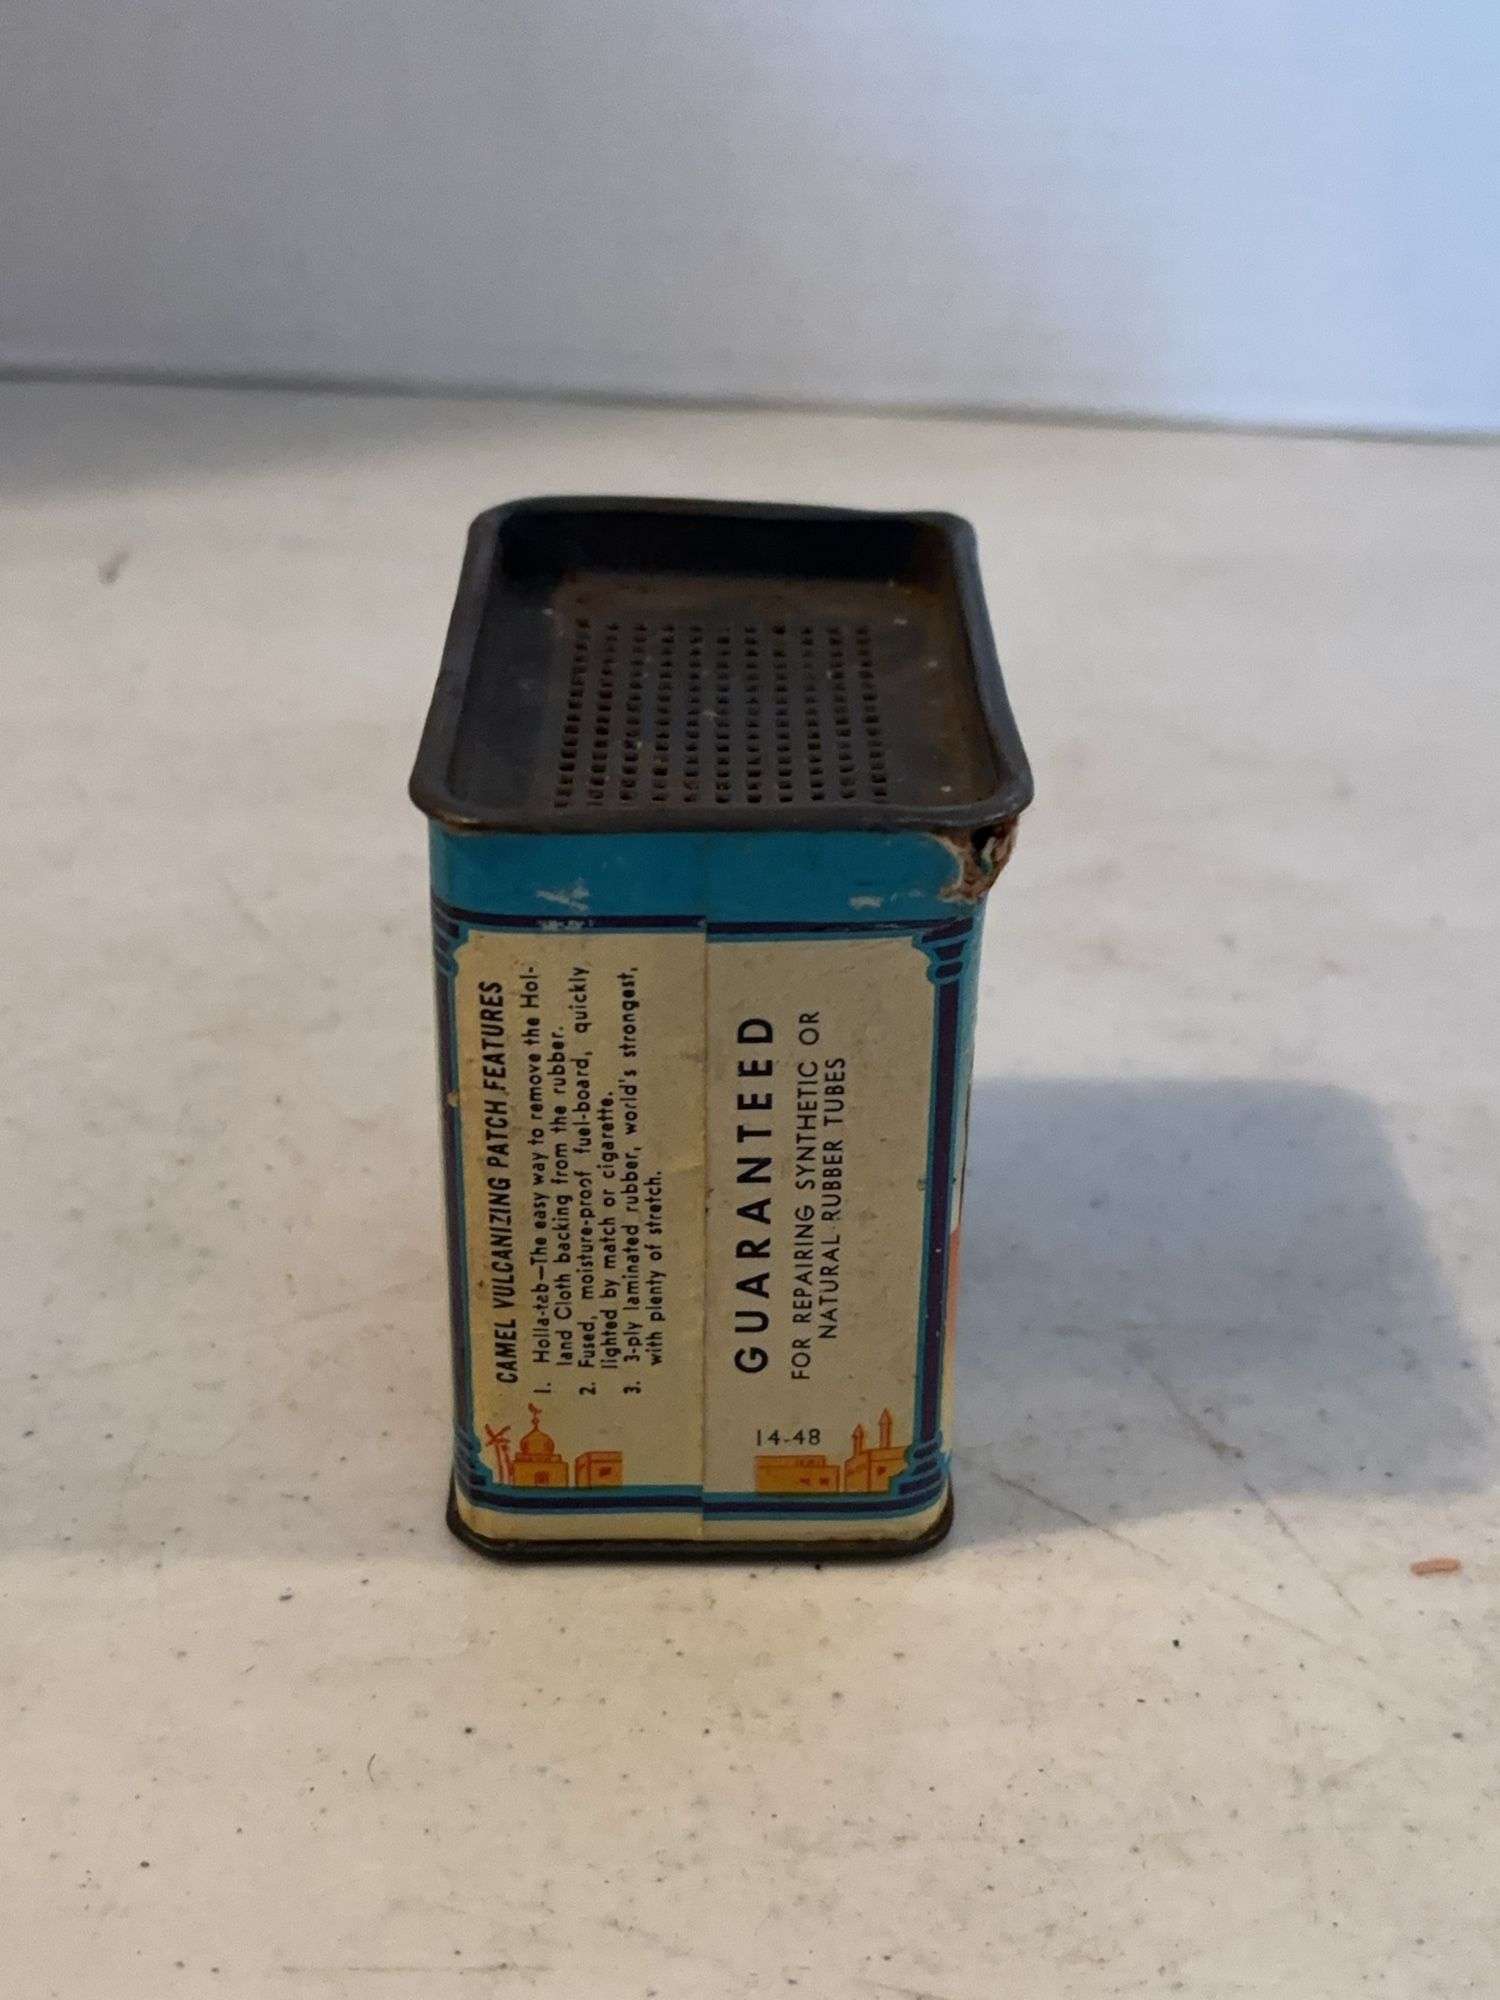 CAMEL VULCANIZING PATCH FEATURES
1. Holla-tab—The easy way to remove the Hol-
land Cloth backing from the rubber.
2. Fused, moisture-proof fuel-board, quickly
lighted by match or cigarette.
3. 3-ply laminated rubber, world's strongest,
with plenty of stretch.
GUARANTEED
FOR REPAIRING SYNTHETIC OR
NATURAL RUBBER TUBES
14-48